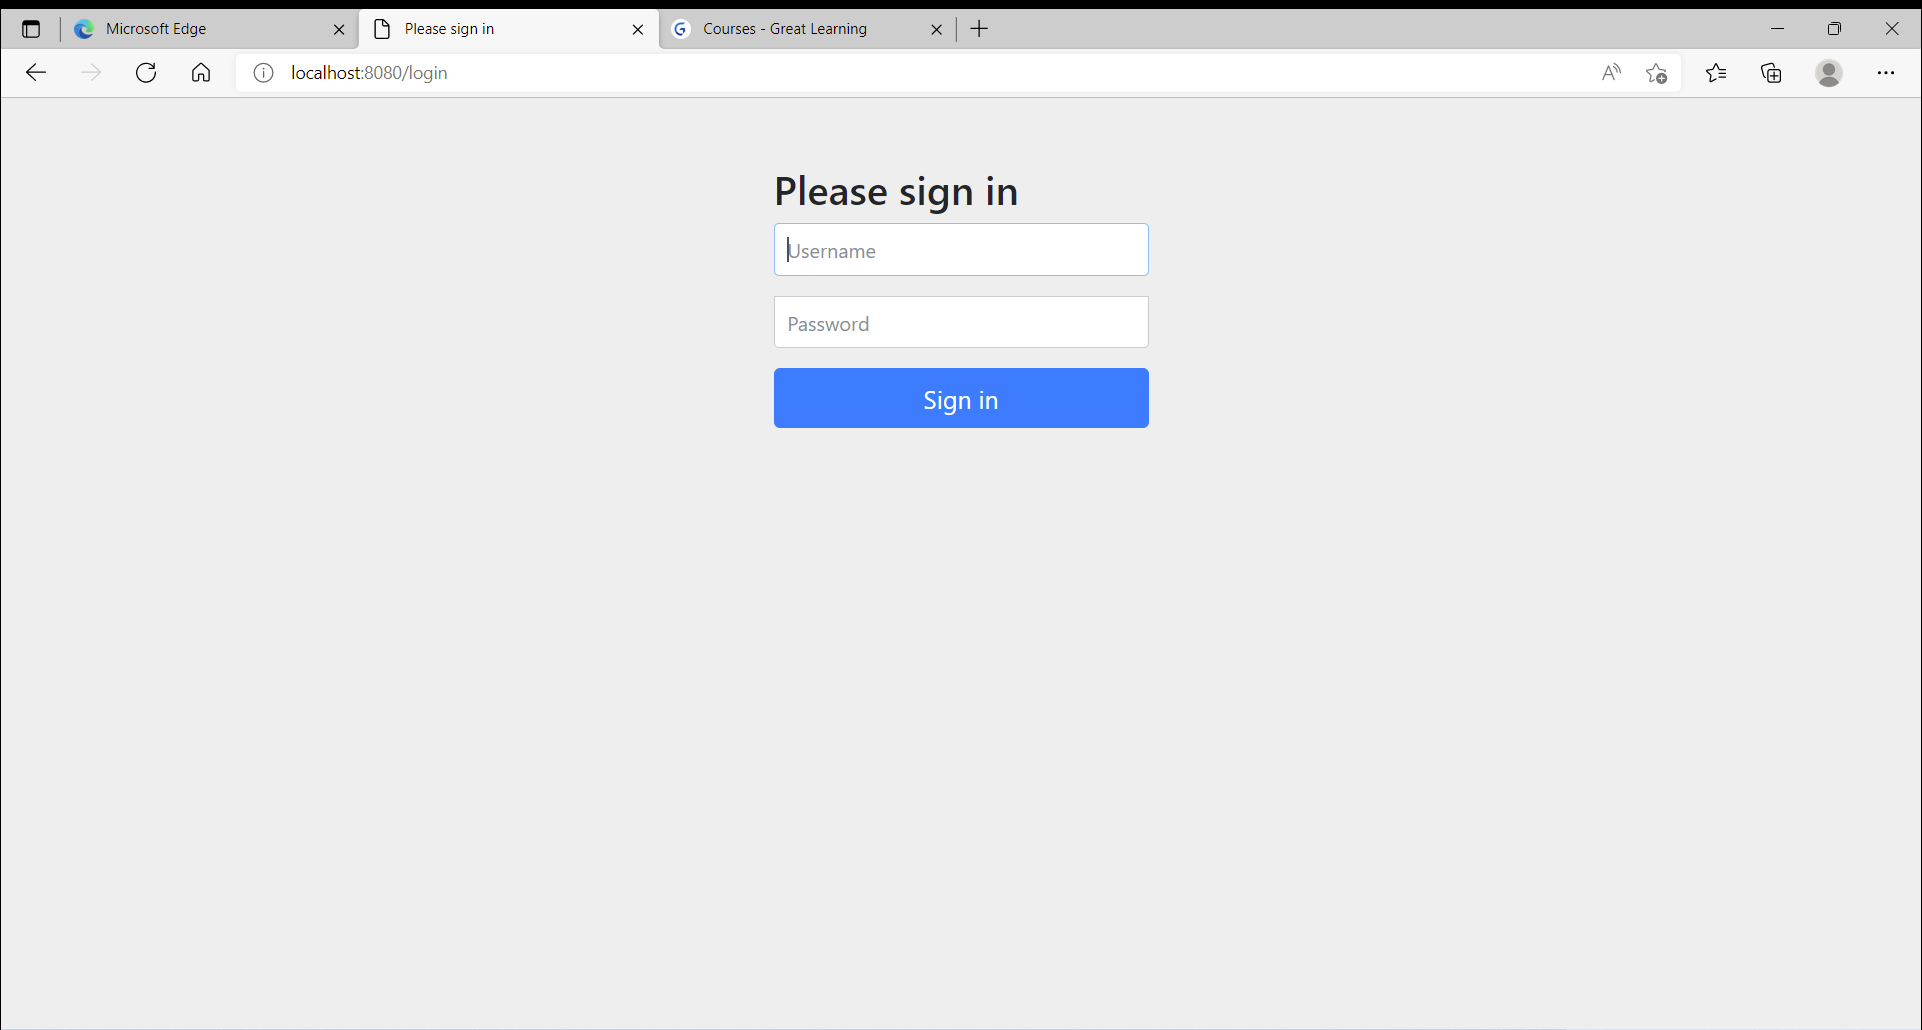 Microsoft Edge
Please sign in
Courses - Great Learning
localhost:8080/login
Please sign in
Username
Password
Sign in